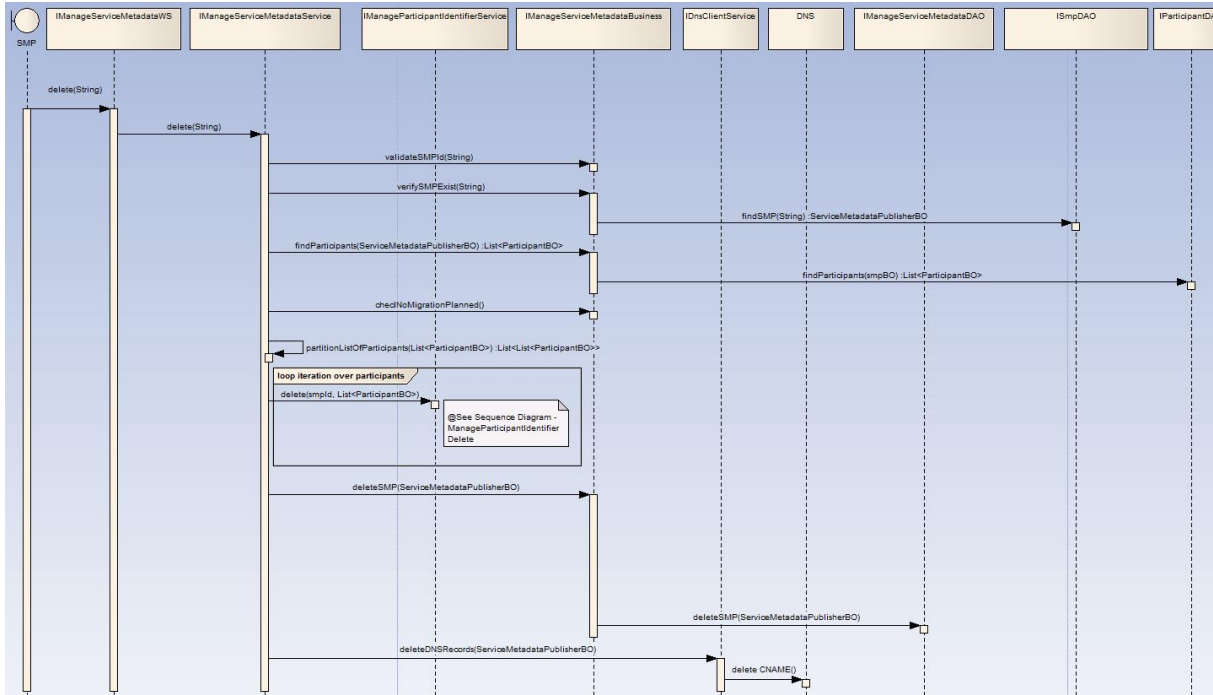 SMP
IManageServiceMetadataWS
IManageServiceMetadataService
IManageParticipantIdentifierService
IManageServiceMetadataBusiness
IDnsClientService
DNS
IManageServiceMetadataDAO
ISmpDAO
IParticipantDA
delete(String)
delete(String)
validateSMPId(String)
verifySMPExist(String)
findSMP(String) :ServiceMetadataPublisherBO
findParticipants(ServiceMetadataPublisherBO) :List<ParticipantBO>
findParticipants(smpBO) :List<ParticipantBO>
checlNoMigrationPlanned()
partitionListOfParticipants(List<ParticipantBO>) :List<List<ParticipantBO>>
loop iteration over participants
delete(smpId, List<ParticipantBO>)
@See Sequence Diagram -
ManageParticipantIdentifier
Delete
deleteSMP(ServiceMetadataPublisherBO)
deleteSMP(ServiceMetadataPublisherBO)
deleteDNSRecords(ServiceMetadataPublisherBO)
delete CNAME()